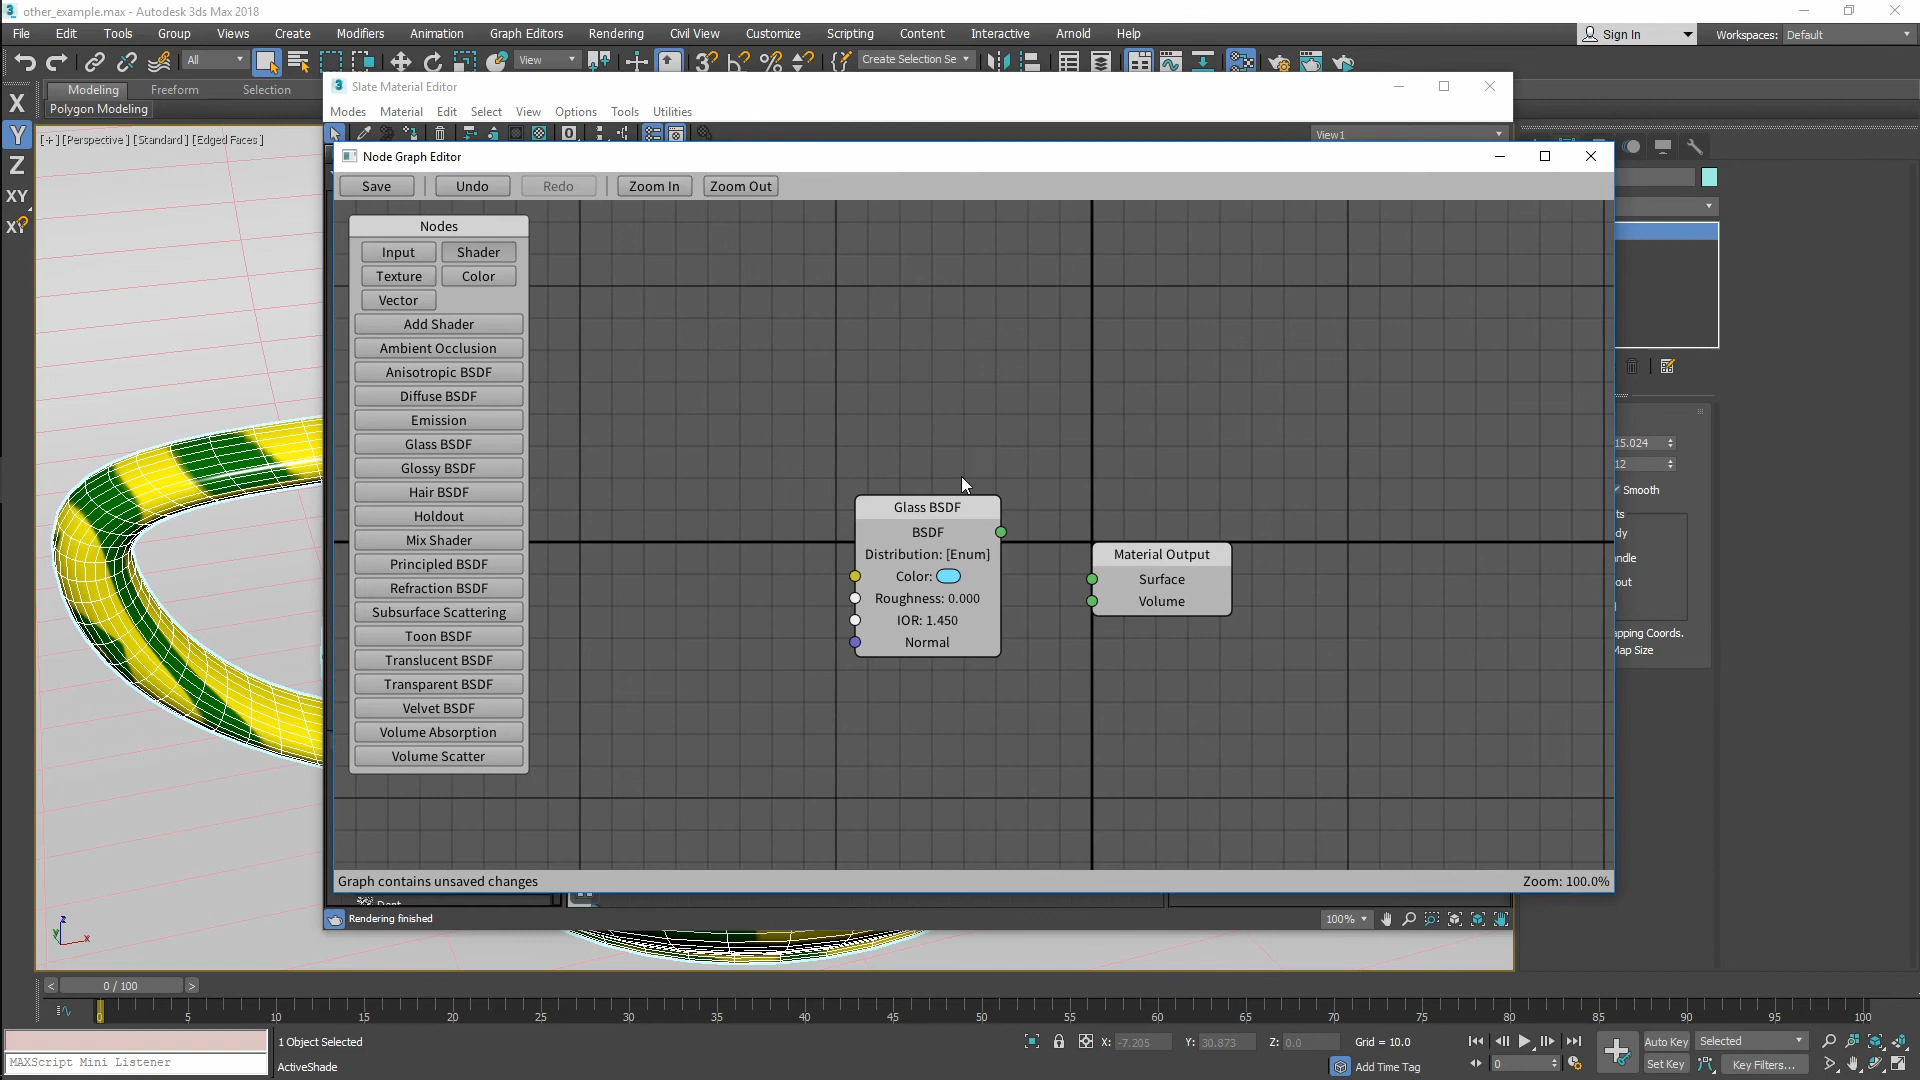 other_example.max - Autodesk 3ds Max 2018
File Edit Tools Group Views Create Modifiers Animation Graph Editors Rendering Civil View Customize Scripting Content Interactive Arnold Help
Sign In Workspaces: Default
All View Create Selection Se
Modeling Freeform Selection
Polygon Modeling
X
Y
Z
XY
[+] [Perspective] [Standard] [Edged Faces]
Slate Material Editor
Modes Material Edit Select View Options Tools Utilities
View1
Node Graph Editor
Save Undo Redo Zoom In Zoom Out
Nodes
Input Shader
Texture Color
Vector
Add Shader
Ambient Occlusion
Anisotropic BSDF
Diffuse BSDF
Emission
Glass BSDF
Glossy BSDF
Hair BSDF
Holdout
Mix Shader
Principled BSDF
Refraction BSDF
Subsurface Scattering
Toon BSDF
Translucent BSDF
Transparent BSDF
Velvet BSDF
Volume Absorption
Volume Scatter
Glass BSDF
BSDF
Distribution: [Enum]
Color:
Roughness: 0.000
IOR: 1.450
Normal
Material Output
Surface
Volume
15.024
12
Smooth
apping Coords.
Map Size
Graph contains unsaved changes
Zoom: 100.0%
Rendering finished
100%
z
y
x
< 0 / 100 >
0 5 10 15 20 25 30 35 40 45 50 55 60 65 70 75 80 85 90 95 100
MAXScript Mini Listener
1 Object Selected
ActiveShade
X: -7.205 Y: 30.873 Z: 0.0 Grid = 10.0
Add Time Tag
0
Auto Key Selected
Set Key Key Filters...